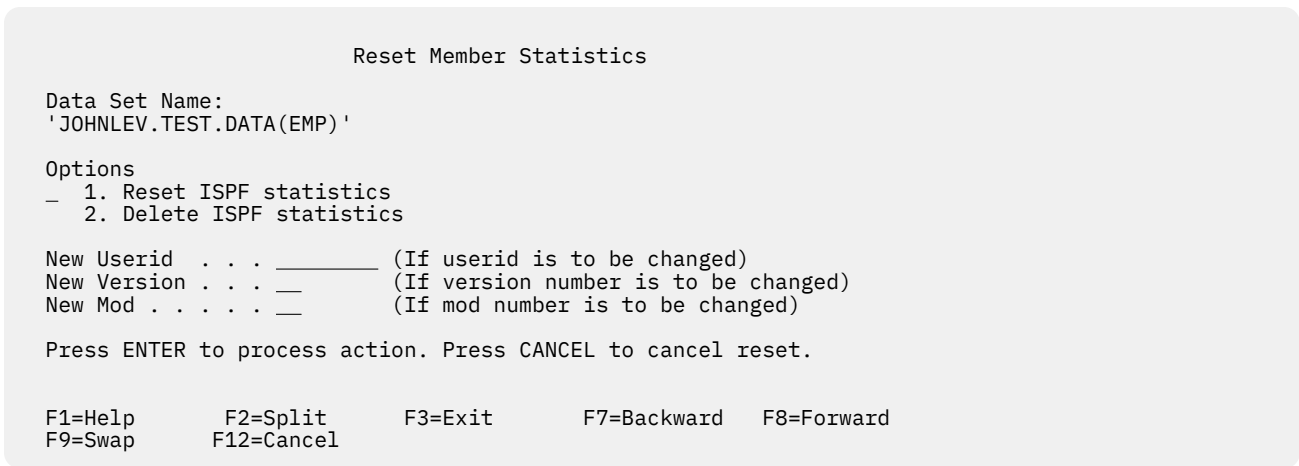 Reset Member Statistics
Data Set Name:
'JOHNLEV.TEST.DATA(EMP)'
Options
_ 1. Reset ISPF statistics
2. Delete ISPF statistics
New Userid . . . ________ (If userid is to be changed)
New Version . . . __ (If version number is to be changed)
New Mod . . . . . __ (If mod number is to be changed)
Press ENTER to process action. Press CANCEL to cancel reset.
F1=Help F2=Split F3=Exit F7=Backward F8=Forward
F9=Swap F12=Cancel